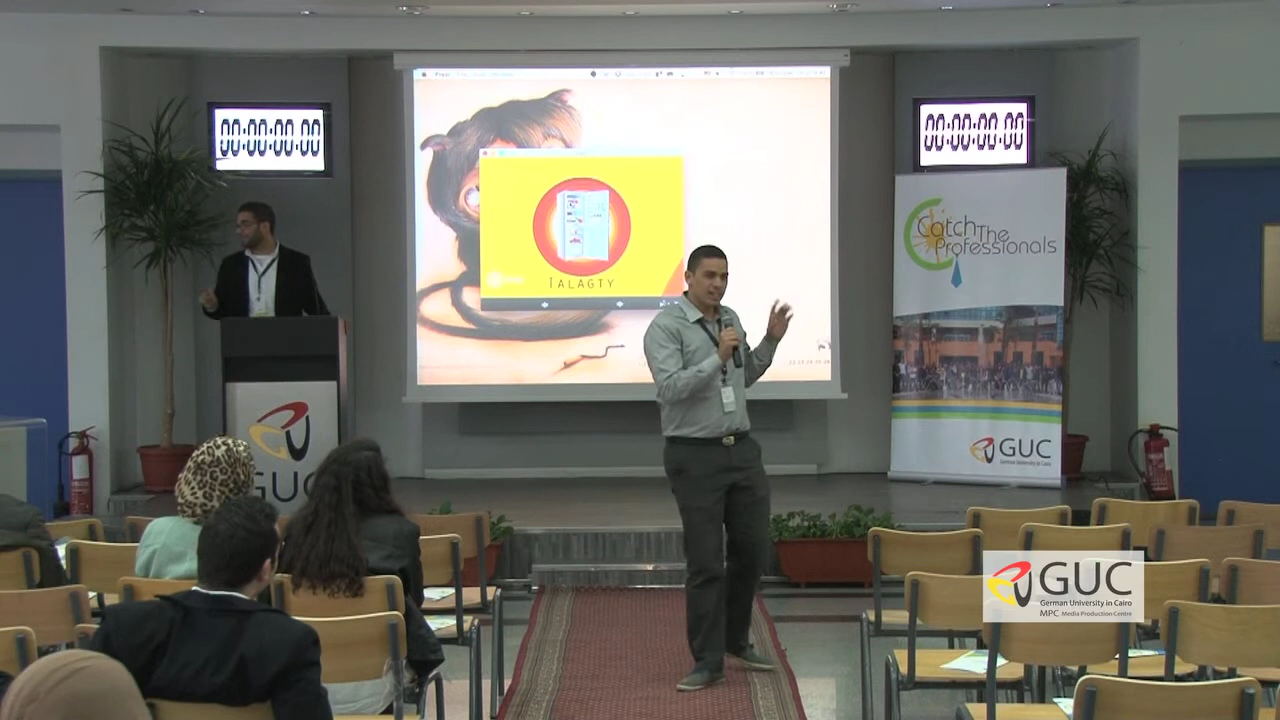 00:00:00.00
TALAGTY
00:00:00.00
Catch The
Professionals
GUC
German University in Cairo
GUC
GUC
German University in Cairo
MPC Media Production Centre